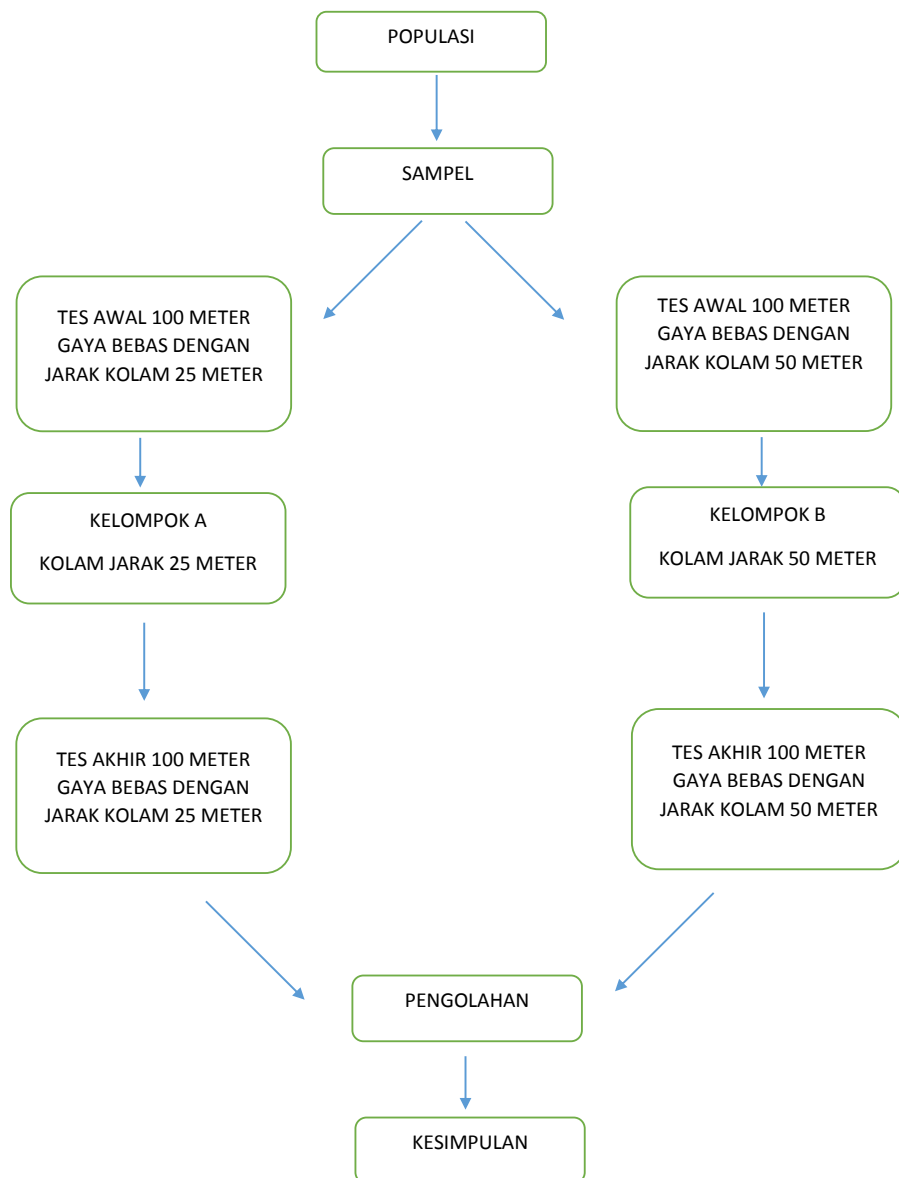 POPULASI
SAMPEL
TES AWAL 100 METER
GAYA BEBAS DENGAN
JARAK KOLAM 25 METER
TES AWAL 100 METER
GAYA BEBAS DENGAN
JARAK KOLAM 50 METER
KELOMPOK A
KOLAM JARAK 25 METER
KELOMPOK B
KOLAM JARAK 50 METER
TES AKHIR 100 METER
GAYA BEBAS DENGAN
JARAK KOLAM 25 METER
TES AKHIR 100 METER
GAYA BEBAS DENGAN
JARAK KOLAM 50 METER
PENGOLAHAN
KESIMPULAN